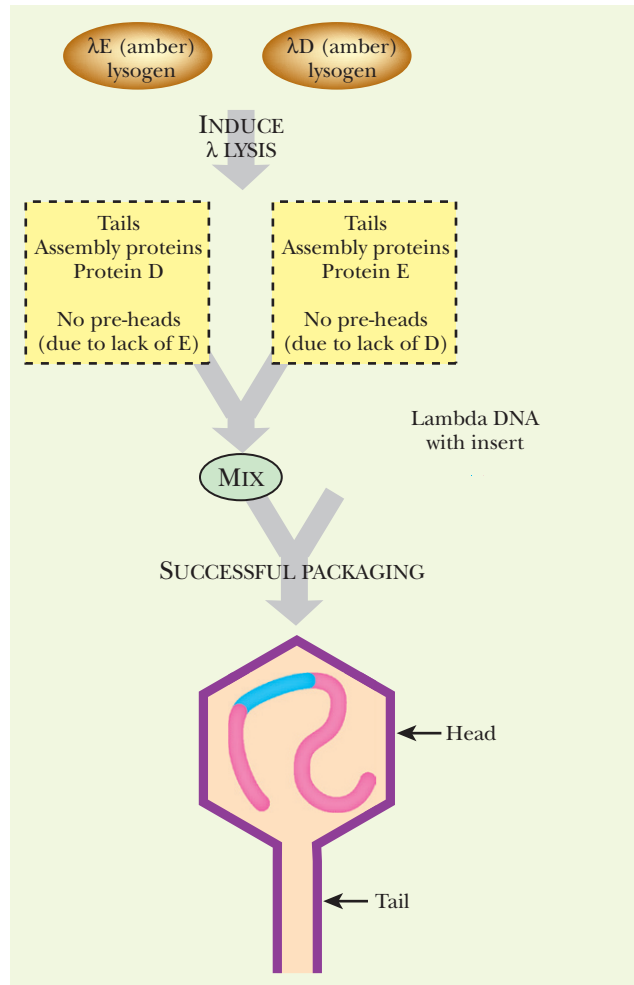 λE (amber)
lysogen
λD (amber)
lysogen
INDUCE
λ LYSIS
Tails
Assembly proteins
Protein D
No pre-heads
(due to lack of E)
Tails
Assembly proteins
Protein E
No pre-heads
(due to lack of D)
Lambda DNA
with insert
MIX
SUCCESSFUL PACKAGING
Head
Tail